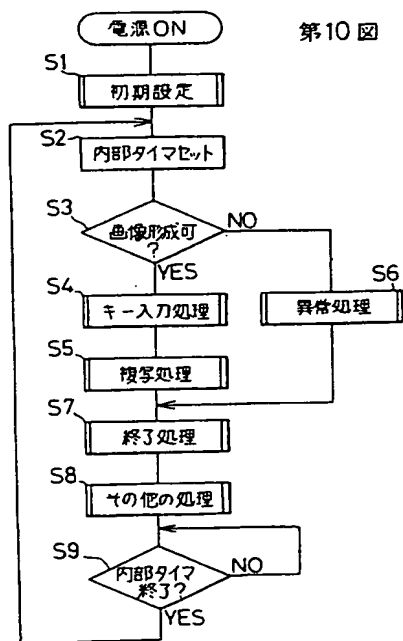 電源ON
第10図
S1
初期設定
S2
内部タイマセット
S3
画像形成可
?
NO
YES
S4
キー入力処理
S6
異常処理
S5
複写処理
S7
終了処理
S8
その他の処理
S9
内部タイマ
終了?
NO
YES